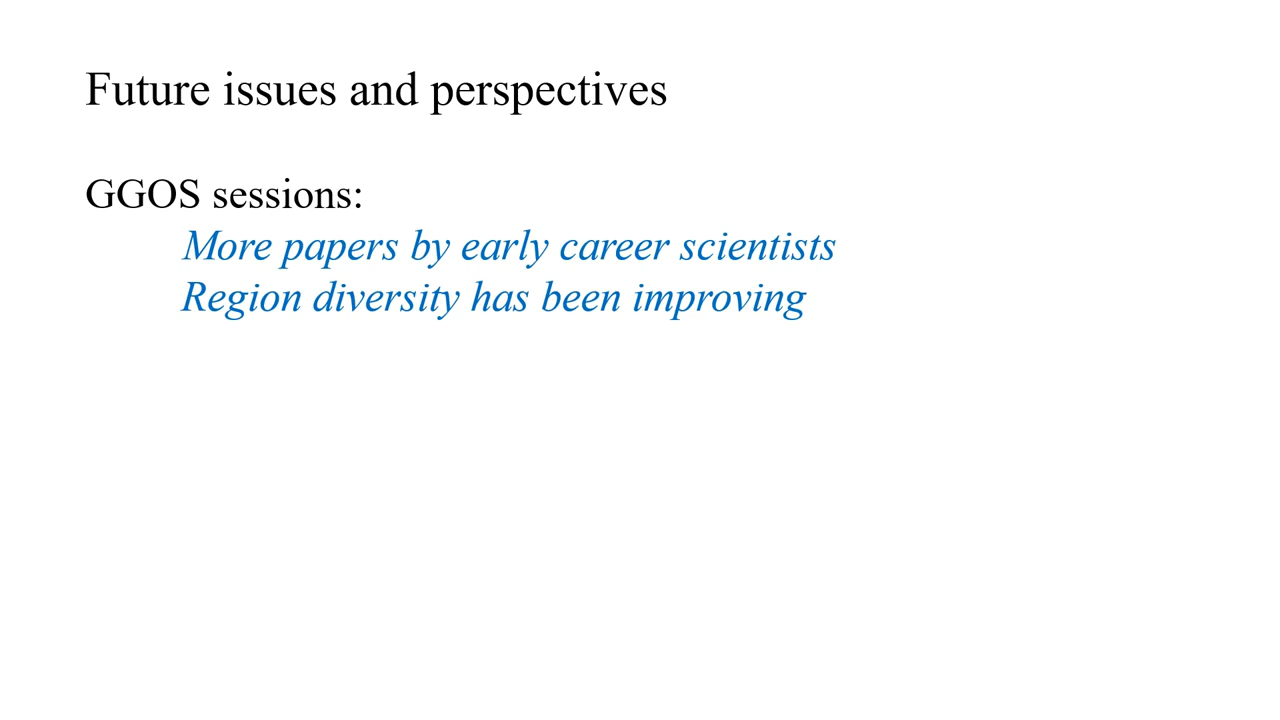 Future issues and perspectives
GGOS sessions:
More papers by early career scientists
Region diversity has been improving